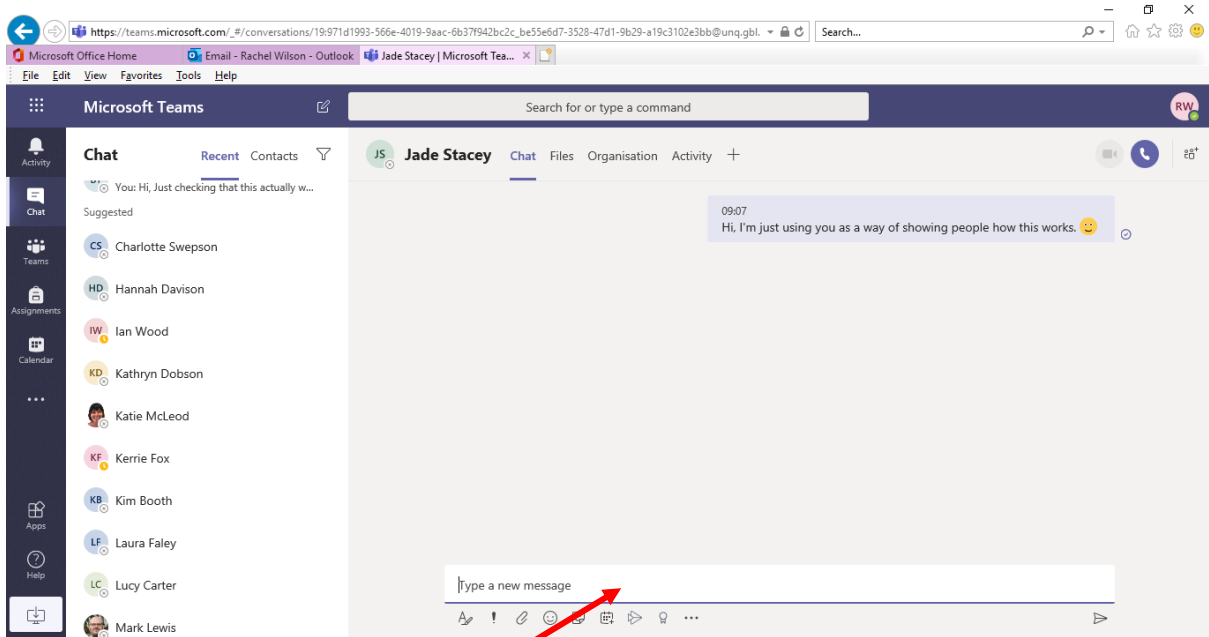 https://teams.microsoft.com/_#/conversations/19:971d1993-566e-4019-9aac-6b37f942bc2c_be55e6d7-3528-47d1-9b29-a19c3102e3bb@unq.gbl.
Search...
Microsoft Office Home
Email - Rachel Wilson - Outlook
Jade Stacey | Microsoft Tea...
File Edit View Favorites Tools Help
Microsoft Teams
Search for or type a command
RW
Activity
Chat
Teams
Assignments
Calendar
Apps
Help
Chat
Recent
Contacts
You: Hi, Just checking that this actually w...
Suggested
CS Charlotte Swepson
HD Hannah Davison
IW Ian Wood
KD Kathryn Dobson
Katie McLeod
KF Kerrie Fox
KB Kim Booth
LF Laura Faley
LC Lucy Carter
Mark Lewis
JS Jade Stacey Chat Files Organisation Activity
09:07
Hi, I'm just using you as a way of showing people how this works.
Type a new message